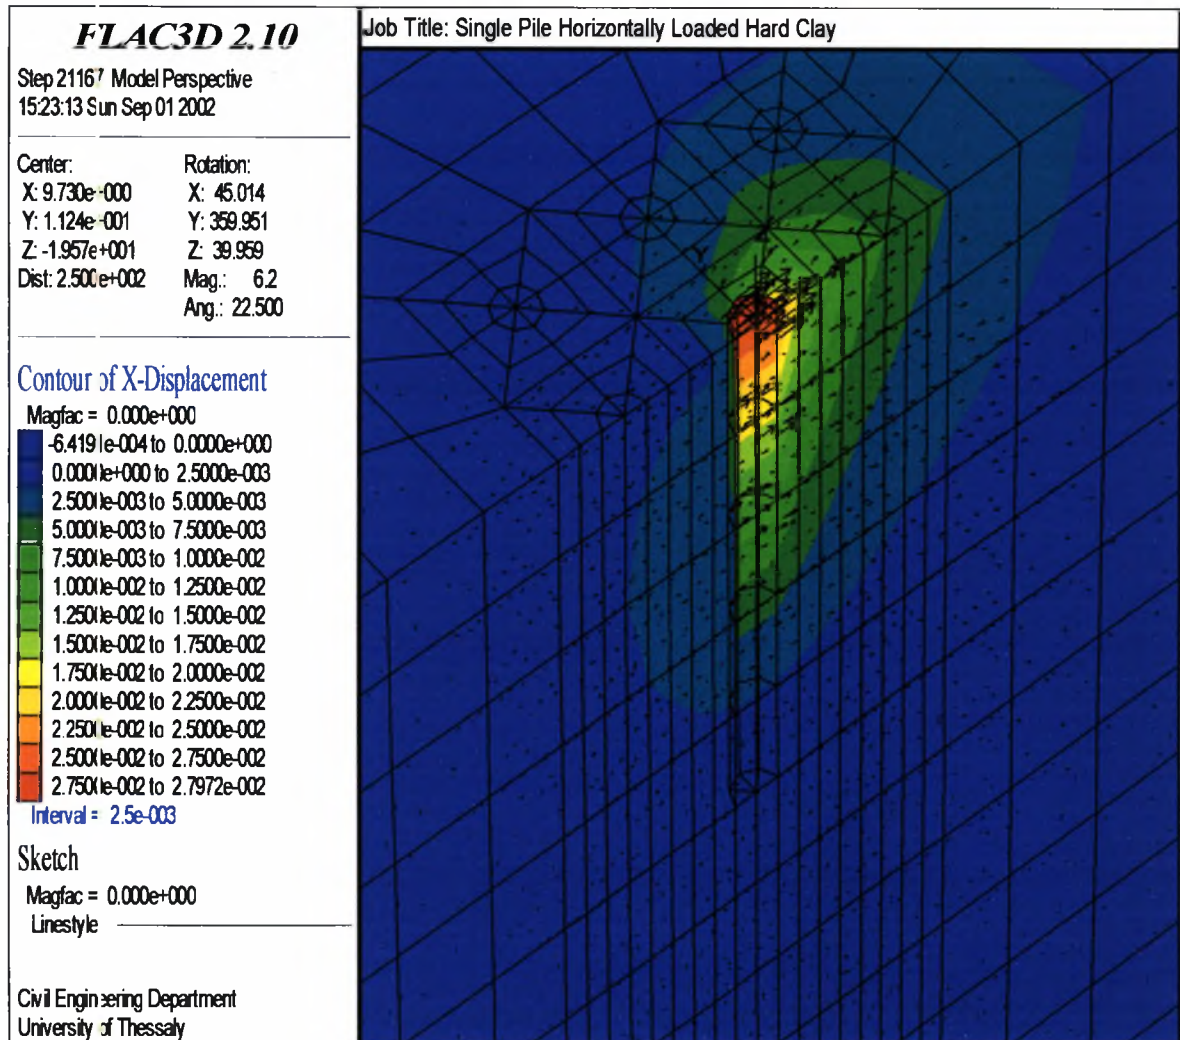 FLAC3D 2.10
Step 21167 Model Perspective
15:23:13 Sun Sep 01 2002
Center: Rotation:
X: 9.730e-000 X: 45.014
Y: 1.124e-001 Y: 359.951
Z: -1.957e+001 Z: 39.959
Dist: 2.500e+002 Mag.: 6.2
Ang.: 22.500
Contour of X-Displacement
Magfac = 0.000e+000
-6.4191e-004 to 0.0000e+000
0.0000e+000 to 2.5000e-003
2.5000e-003 to 5.0000e-003
5.0000e-003 to 7.5000e-003
7.5000e-003 to 1.0000e-002
1.0000e-002 to 1.2500e-002
1.2500e-002 to 1.5000e-002
1.5000e-002 to 1.7500e-002
1.7500e-002 to 2.0000e-002
2.0000e-002 to 2.2500e-002
2.2500e-002 to 2.5000e-002
2.5000e-002 to 2.7500e-002
2.7500e-002 to 2.7972e-002
Interval = 2.5e-003
Sketch
Magfac = 0.000e+000
Linestyle
Civil Engineering Department
University of Thessaly
Job Title: Single Pile Horizontally Loaded Hard Clay